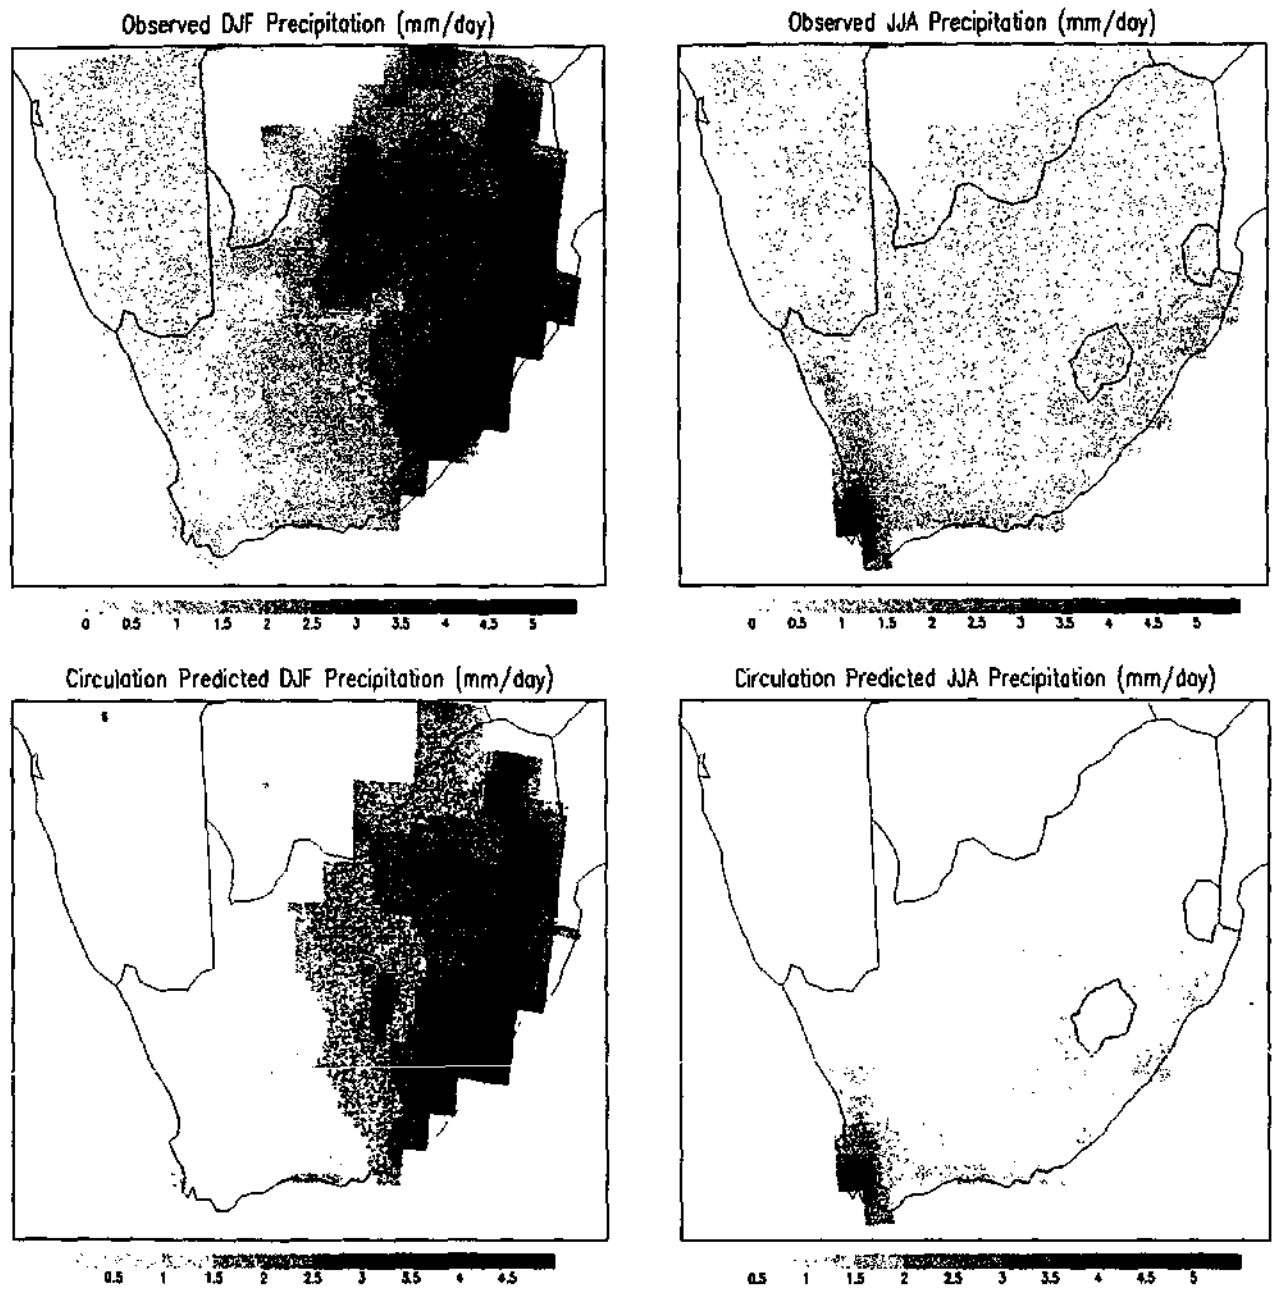 Observed DJF Precipitation (mm/day)
Observed JJA Precipitation (mm/day)
0 0.5 1 1.5 2 2.5 3 3.5 4 4.5 5
0 0.5 1 1.5 2 2.5 3 3.5 4 4.5 5
Circulation Predicted DJF Precipitation (mm/day)
Circulation Predicted JJA Precipitation (mm/day)
0.5 1 1.5 2 2.5 3 3.5 4 4.5
0.5 1 1.5 2 2.5 3 3.5 4 4.5 5